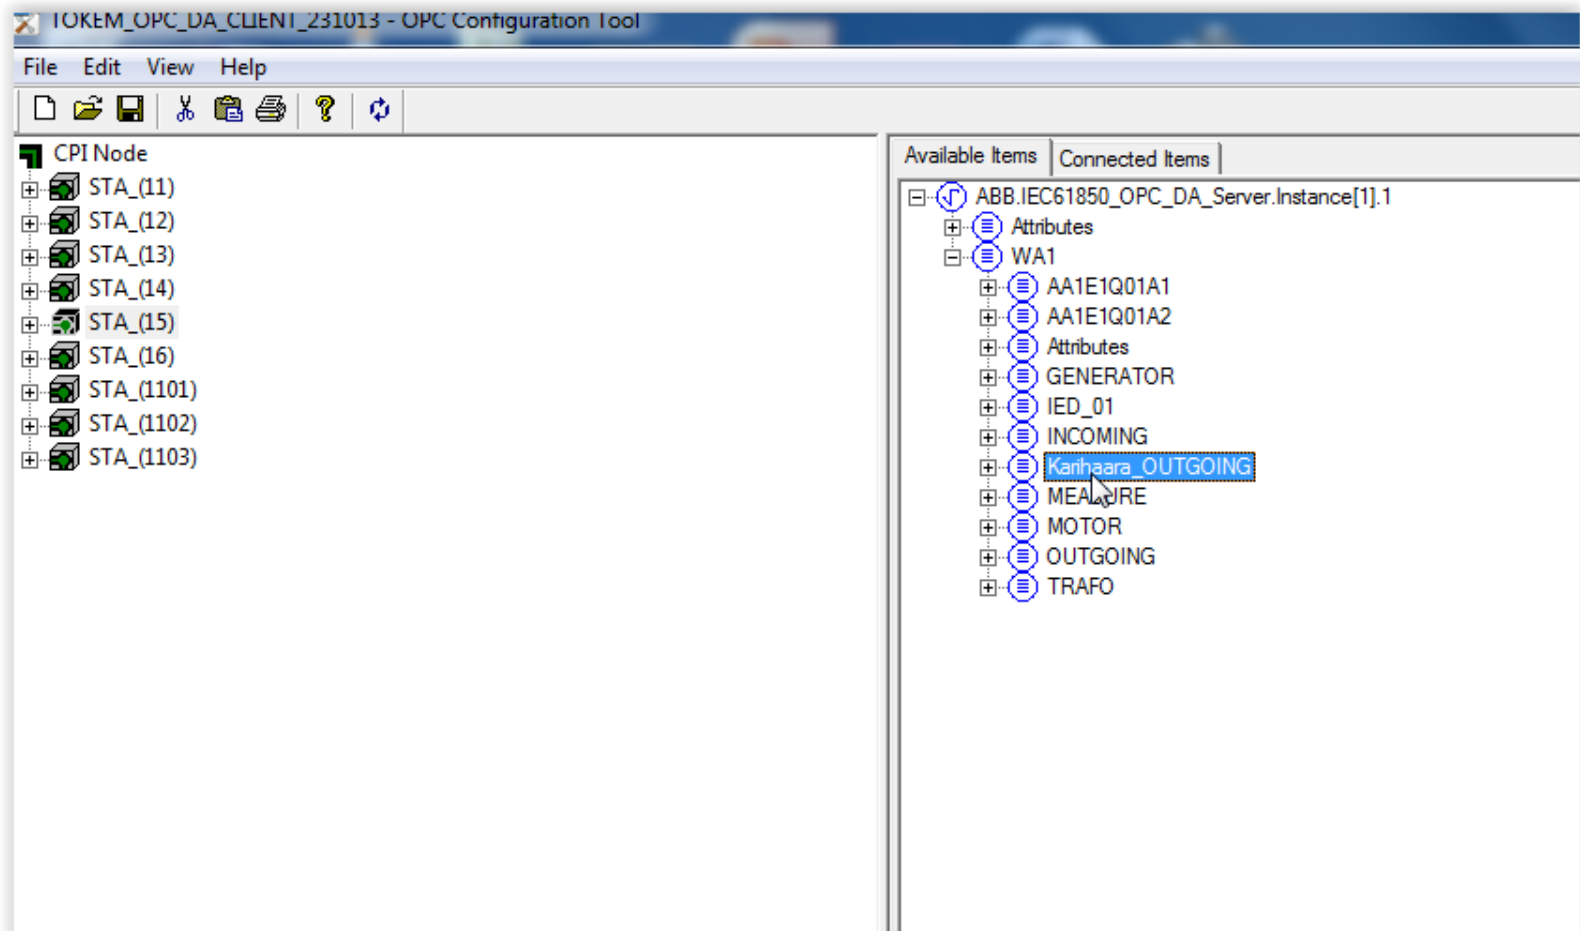 TOKEM_OPC_DA_CLIENT_231013 - OPC Configuration Tool
File Edit View Help
CPI Node
STA_(11)
STA_(12)
STA_(13)
STA_(14)
STA_(15)
STA_(16)
STA_(1101)
STA_(1102)
STA_(1103)
Available Items Connected Items
ABB.IEC61850_OPC_DA_Server.Instance[1].1
Attributes
WA1
AA1E1Q01A1
AA1E1Q01A2
Attributes
GENERATOR
IED_01
INCOMING
Karihaara_OUTGOING
MEASURE
MOTOR
OUTGOING
TRAFO